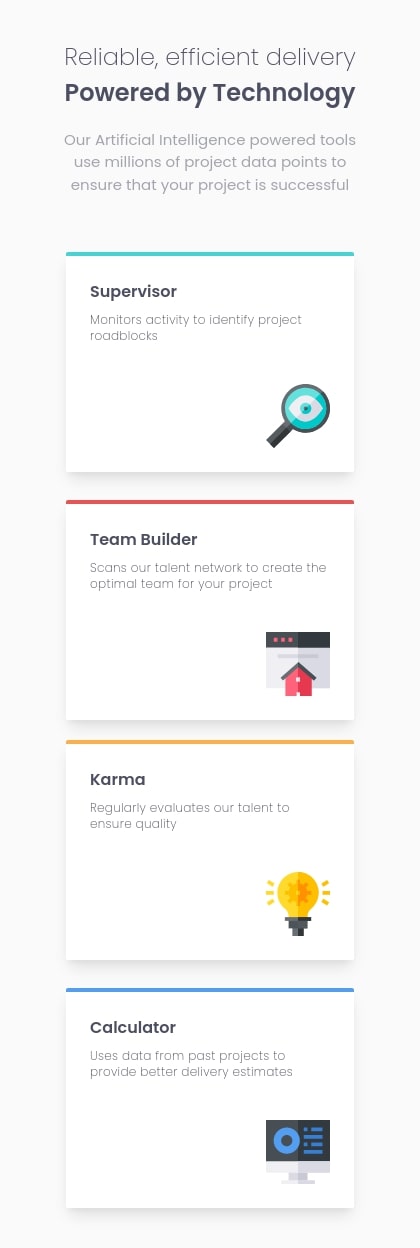 Reliable, efficient delivery
Powered by Technology
Our Artificial Intelligence powered tools
use millions of project data points to
ensure that your project is successful
Supervisor
Monitors activity to identify project
roadblocks
Team Builder
Scans our talent network to create the
optimal team for your project
Karma
Regularly evaluates our talent to
ensure quality
Calculator
Uses data from past projects to
provide better delivery estimates